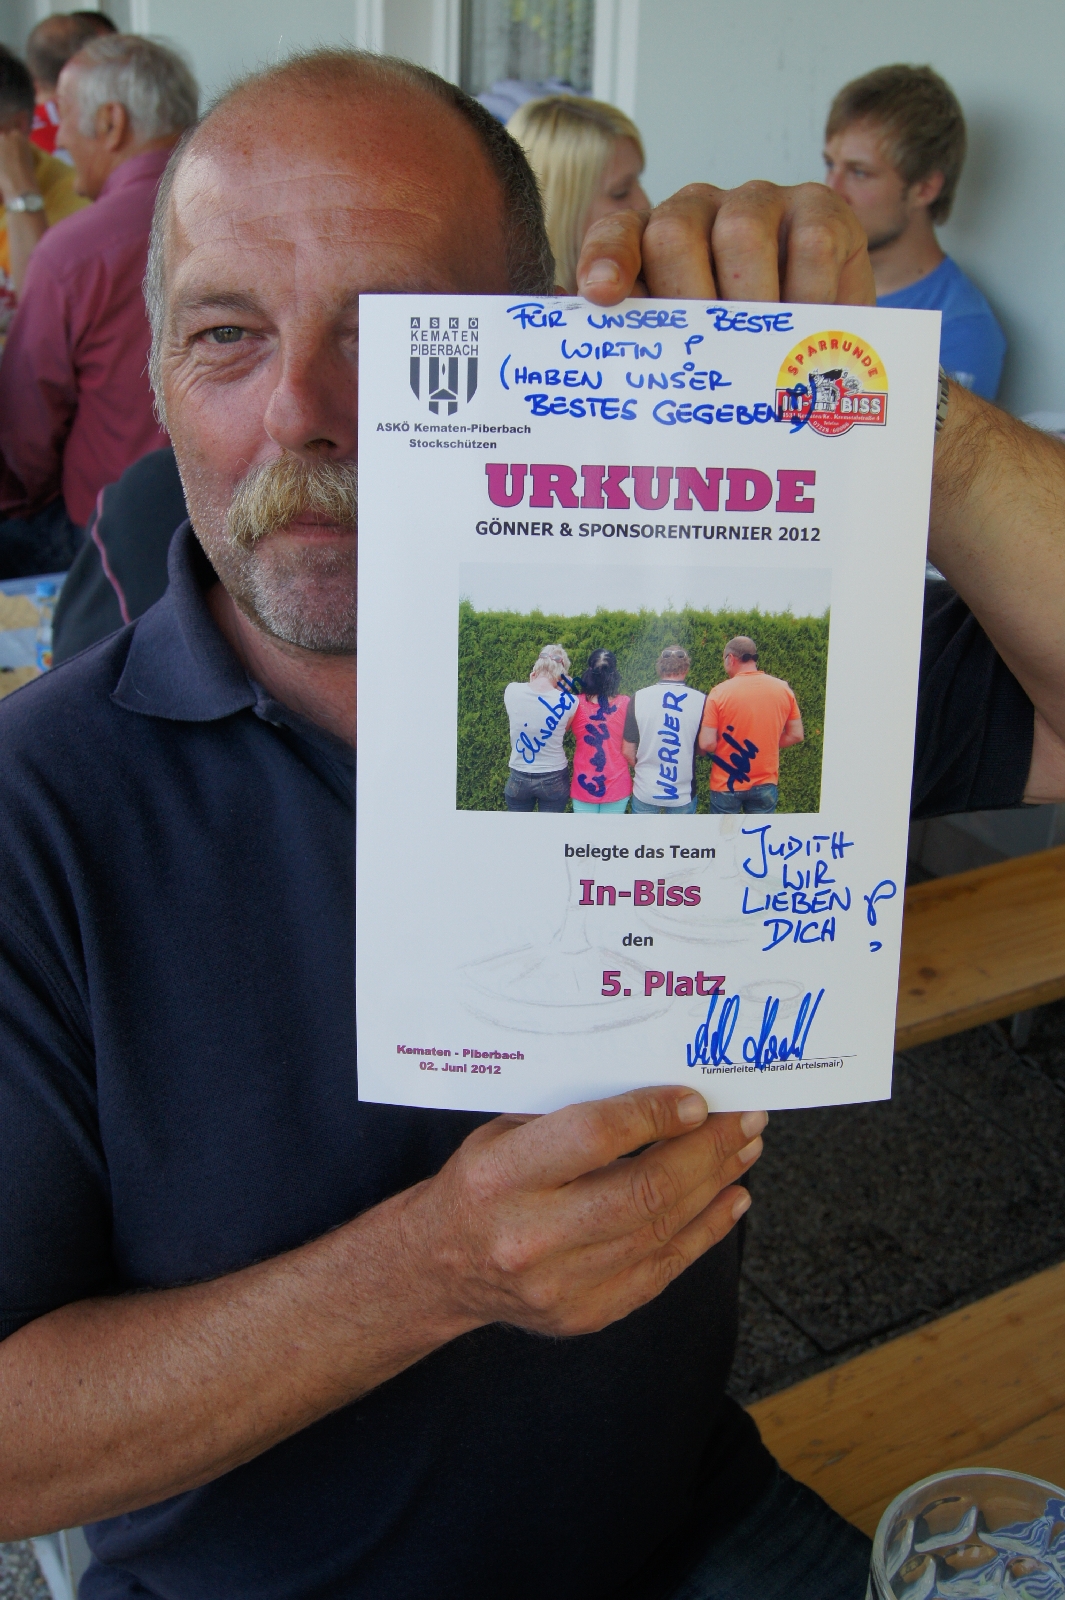 ASKÖ
KEMATEN
PIBERBACH
ASKÖ Kematen-Piberbach
Stockschützen
FÜR UNSERE BESTE
WIRTIN !
(HABEN UNSER
BESTES GEGEBEN!)
SPARRUNDE
IN-BISS
URKUNDE
GÖNNER & SPONSORENTURNIER 2012
Elisabeth
WERNER
belegte das Team
In-Biss
den
5. Platz
JUDITH
WIR
LIEBEN
DICH !
Kematen - Piberbach
02. Juni 2012
Turnierleiter (Harald Artelsmair)